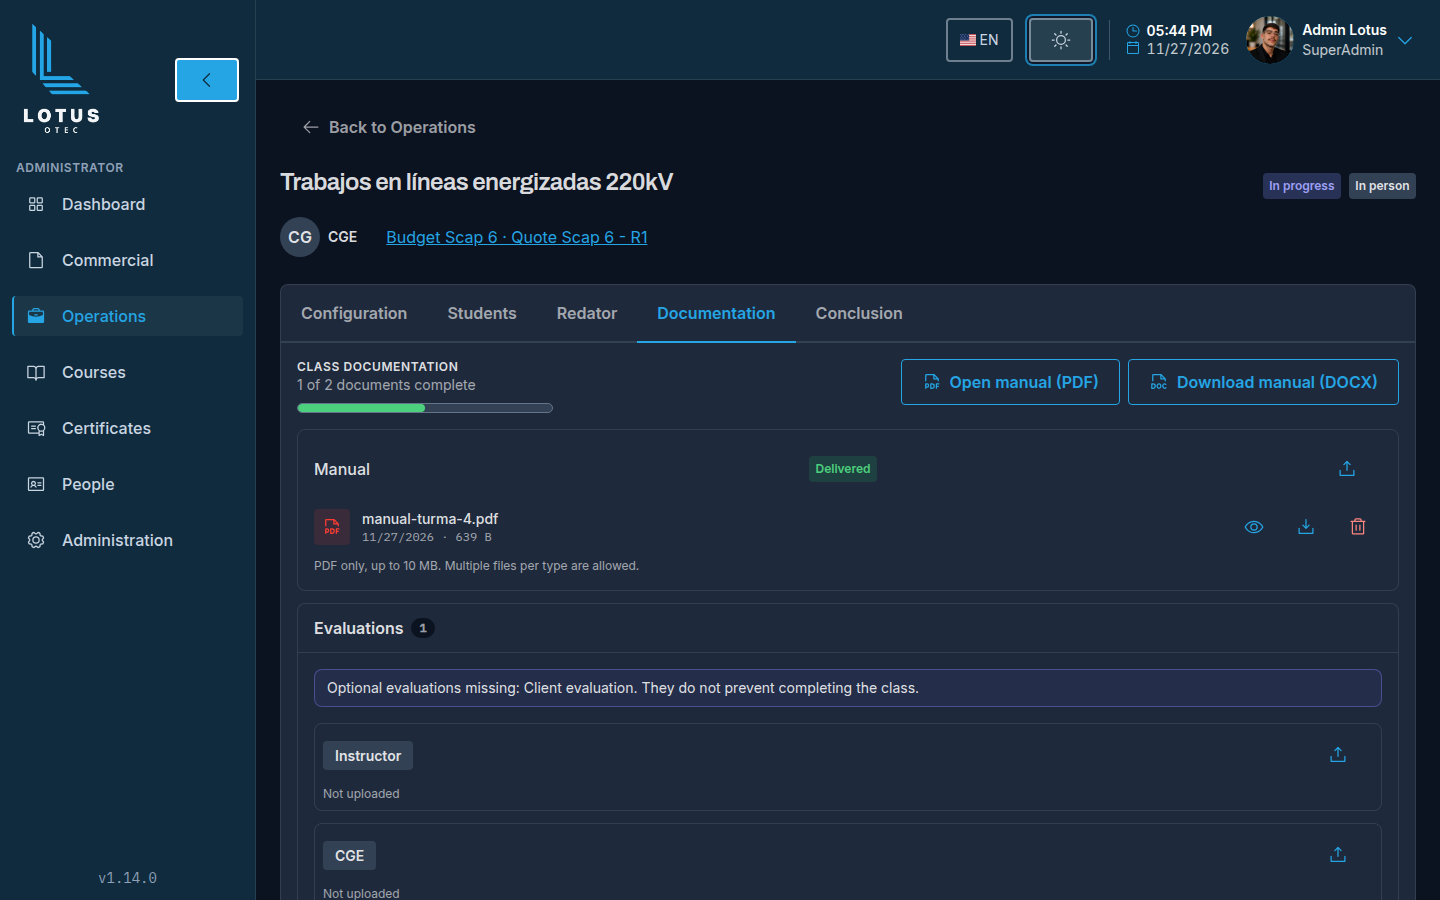 LOTUS
OTEC
ADMINISTRATOR
Dashboard
Commercial
Operations
Courses
Certificates
People
Administration
v1.14.0
EN
05:44 PM
11/27/2026
Admin Lotus
SuperAdmin
Back to Operations
Trabajos en líneas energizadas 220kV
In progress
In person
CG
CGE
Budget Scap 6 · Quote Scap 6 - R1
Configuration
Students
Redator
Documentation
Conclusion
CLASS DOCUMENTATION
1 of 2 documents complete
PDF
Open manual (PDF)
DOC
Download manual (DOCX)
Manual
Delivered
PDF
manual-turma-4.pdf
11/27/2026 · 639 B
PDF only, up to 10 MB. Multiple files per type are allowed.
Evaluations
1
Optional evaluations missing: Client evaluation. They do not prevent completing the class.
Instructor
Not uploaded
CGE
Not uploaded